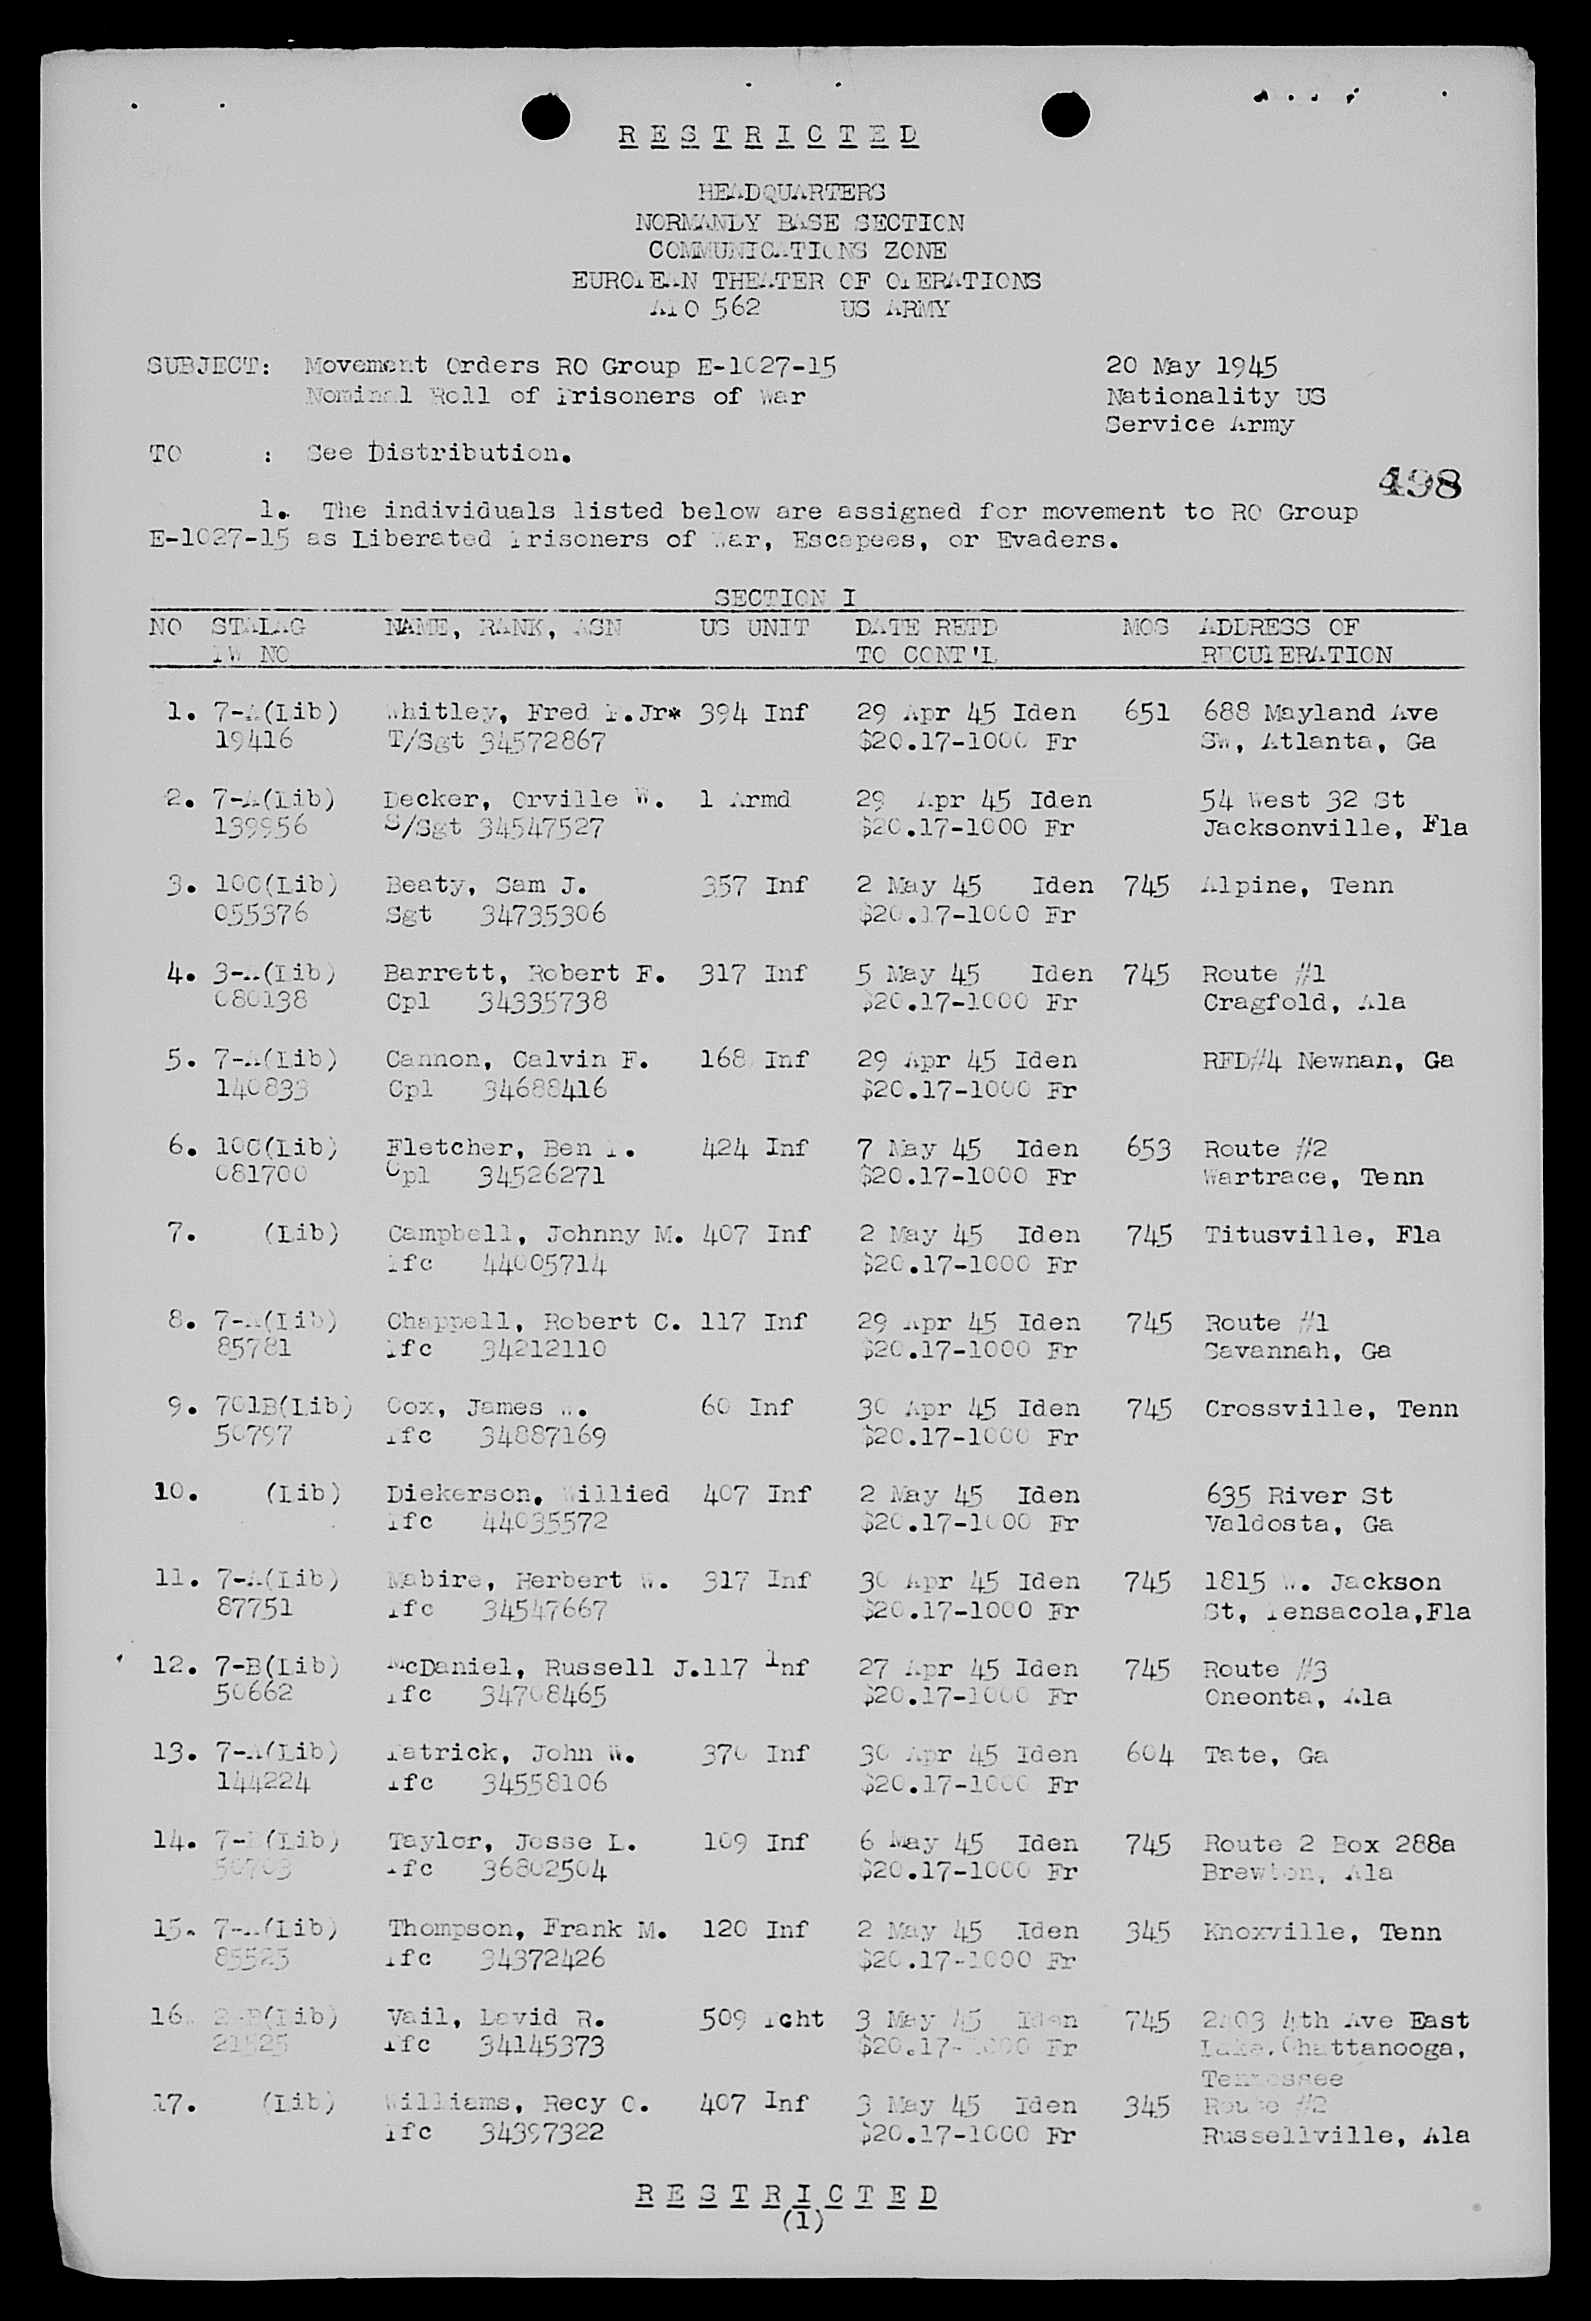 R E S T R I C T E D
HEADQUARTERS
NORMANDY BASE SECTION
COMMUNICATIONS ZONE
EUROPEAN THEATER OF OPERATIONS
APO 562 US ARMY
SUBJECT: Movement Orders RO Group E-1027-15 20 May 1945
Nominal Roll of Prisoners of War Nationality US
Service Army
TO : See Distribution.
498
1. The individuals listed below are assigned for movement to RO Group
E-1027-15 as Liberated Prisoners of War, Escapees, or Evaders.
SECTION I
NO STALAG NAME, RANK, ASN US UNIT DATE RETD MOS ADDRESS OF
PW NO TO CONT'L RECUPERATION
1. 7-A(Lib) Whitley, Fred P.Jr* 394 Inf 29 Apr 45 Iden 651 688 Mayland Ave
19416 T/Sgt 34572867 $20.17-1000 Fr SW, Atlanta, Ga
2. 7-A(Lib) Decker, Orville W. 1 Armd 29 Apr 45 Iden 54 West 32 St
139956 S/Sgt 34547527 $20.17-1000 Fr Jacksonville, Fla
3. 10C(Lib) Beaty, Sam J. 357 Inf 2 May 45 Iden 745 Alpine, Tenn
055376 Sgt 34735306 $20.17-1000 Fr
4. 3-A(Lib) Barrett, Robert F. 317 Inf 5 May 45 Iden 745 Route #1
080138 Cpl 34335738 $20.17-1000 Fr Cragfold, Ala
5. 7-A(Lib) Cannon, Calvin F. 168 Inf 29 Apr 45 Iden RFD#4 Newnan, Ga
140833 Cpl 34688416 $20.17-1000 Fr
6. 10C(Lib) Fletcher, Ben P. 424 Inf 7 May 45 Iden 653 Route #2
081700 Cpl 34526271 $20.17-1000 Fr Wartrace, Tenn
7. (Lib) Campbell, Johnny M. 407 Inf 2 May 45 Iden 745 Titusville, Fla
Pfc 44005714 $20.17-1000 Fr
8. 7-A(Lib) Chappell, Robert C. 117 Inf 29 Apr 45 Iden 745 Route #1
85781 Pfc 34212110 $20.17-1000 Fr Savannah, Ga
9. 701B(Lib) Cox, James W. 60 Inf 30 Apr 45 Iden 745 Crossville, Tenn
50797 Pfc 34887169 $20.17-1000 Fr
10. (Lib) Diekerson, Willied 407 Inf 2 May 45 Iden 635 River St
Pfc 44035572 $20.17-1000 Fr Valdosta, Ga
11. 7-A(Lib) Mabire, Herbert W. 317 Inf 30 Apr 45 Iden 745 1815 W. Jackson
87751 Pfc 34547667 $20.17-1000 Fr St, Pensacola,Fla
12. 7-B(Lib) McDaniel, Russell J.117 Inf 27 Apr 45 Iden 745 Route #3
50662 Pfc 34708465 $20.17-1000 Fr Oneonta, Ala
13. 7-A(Lib) Patrick, John W. 370 Inf 30 Apr 45 Iden 604 Tate, Ga
144224 Pfc 34558106 $20.17-1000 Fr
14. 7-B(Lib) Taylor, Jesse L. 109 Inf 6 May 45 Iden 745 Route 2 Box 288a
50703 Pfc 36802504 $20.17-1000 Fr Brewton, Ala
15. 7-A(Lib) Thompson, Frank M. 120 Inf 2 May 45 Iden 345 Knoxville, Tenn
85523 Pfc 34372426 $20.17-1000 Fr
16. 2-B(Lib) Vail, David R. 509 Pcht 3 May 45 Iden 745 4th Ave East
Pfc 34145373 $20.17-1000 Fr Lake, Chattanooga,
Tennessee
17. (Lib) Williams, Recy C. 407 Inf 3 May 45 Iden 345 Route #2
Pfc 34397322 $20.17-1000 Fr Russellville, Ala
R E S T R I C T E D
(1)